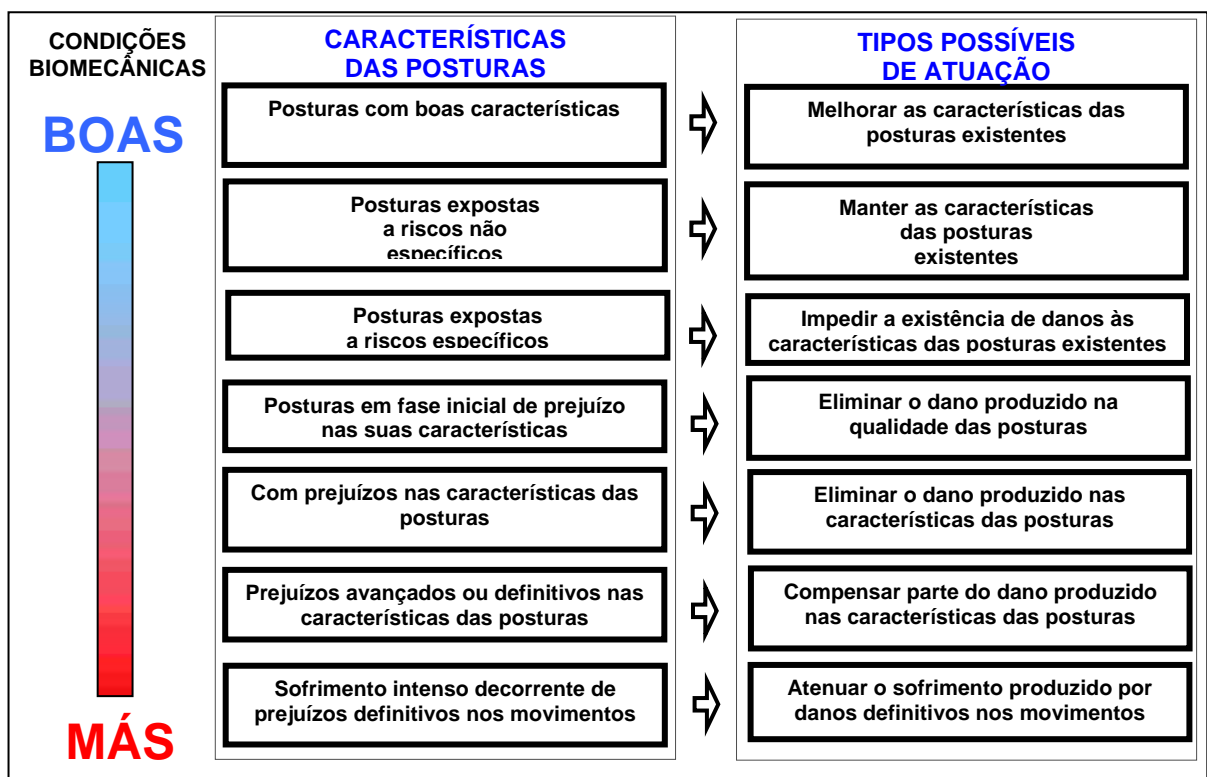 CONDIÇÕES
BIOMECÂNICAS
BOAS
MÁS
CARACTERÍSTICAS
DAS POSTURAS
TIPOS POSSÍVEIS
DE ATUAÇÃO
Posturas com boas características
Melhorar as características das
posturas existentes
Posturas expostas
a riscos não
específicos
Manter as características
das posturas
existentes
Posturas expostas
a riscos específicos
Impedir a existência de danos às
características das posturas existentes
Posturas em fase inicial de prejuízo
nas suas características
Eliminar o dano produzido na
qualidade das posturas
Com prejuízos nas características das
posturas
Eliminar o dano produzido nas
características das posturas
Prejuízos avançados ou definitivos nas
características das posturas
Compensar parte do dano produzido
nas características das posturas
Sofrimento intenso decorrente de
prejuízos definitivos nos movimentos
Atenuar o sofrimento produzido por
danos definitivos nos movimentos